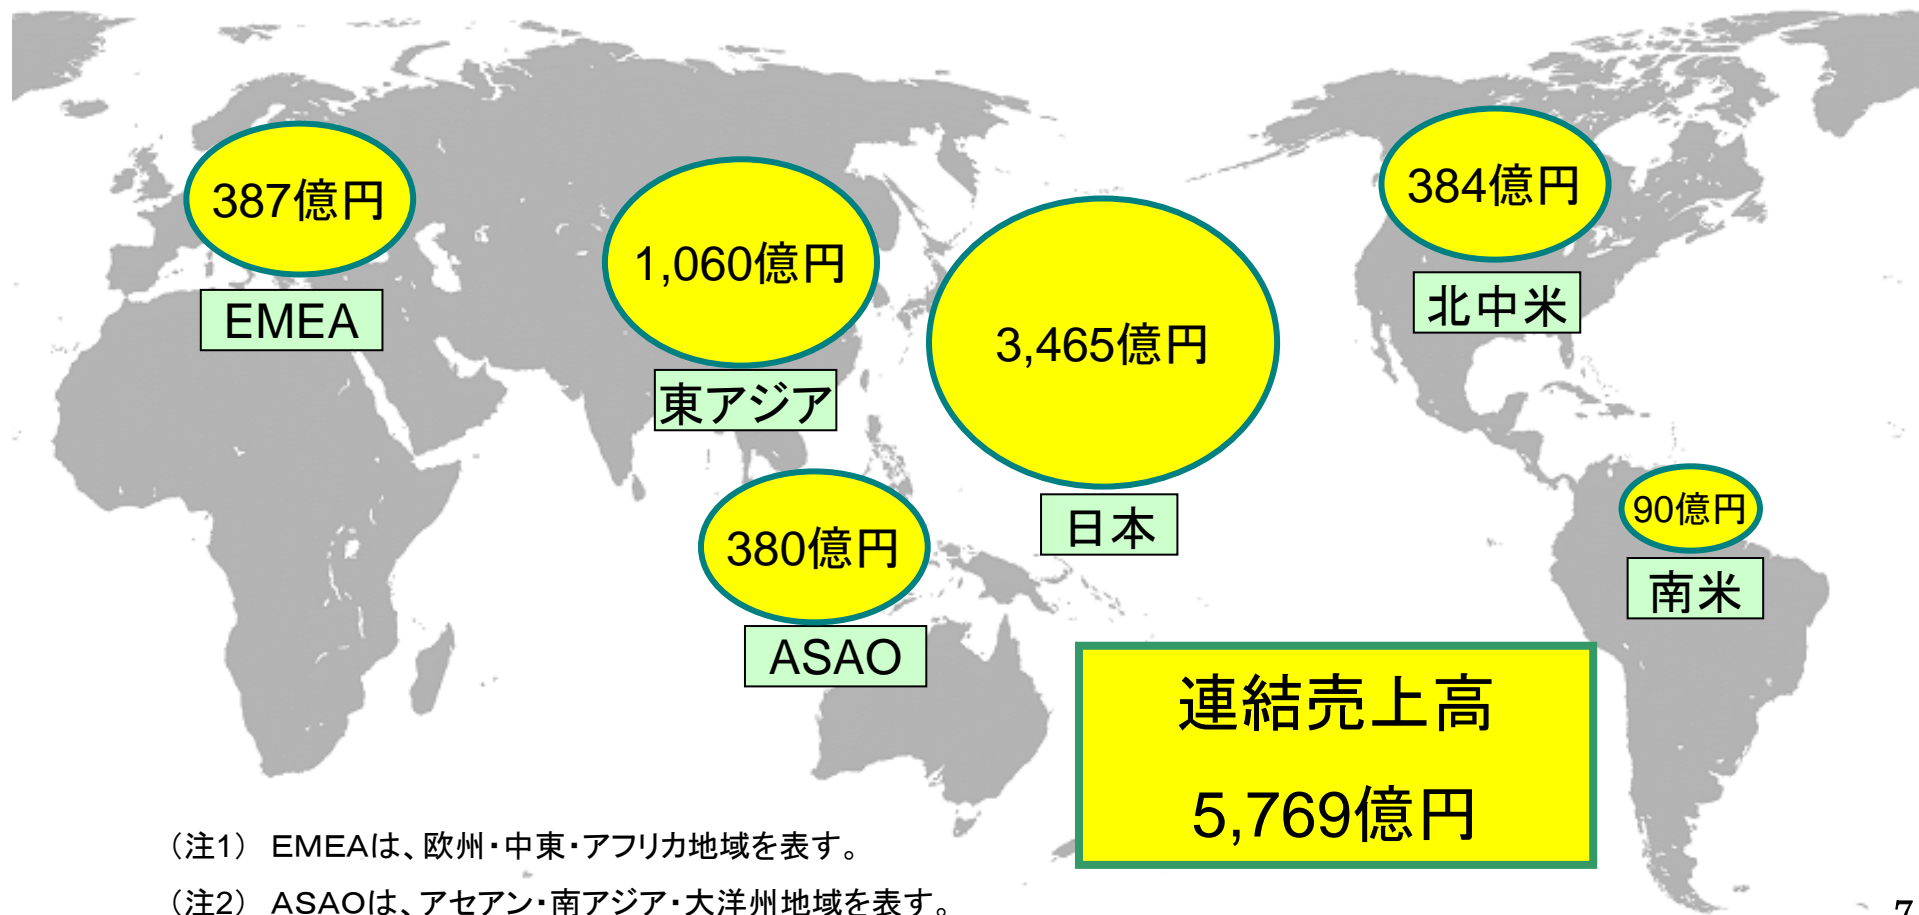 387億円
EMEA
1,060億円
東アジア
3,465億円
日本
384億円
北中米
380億円
ASAO
90億円
南米
連結売上高
5,769億円
（注1） EMEAは、欧州・中東・アフリカ地域を表す。
（注2） ASAOは、アセアン・南アジア・大洋州地域を表す。
7